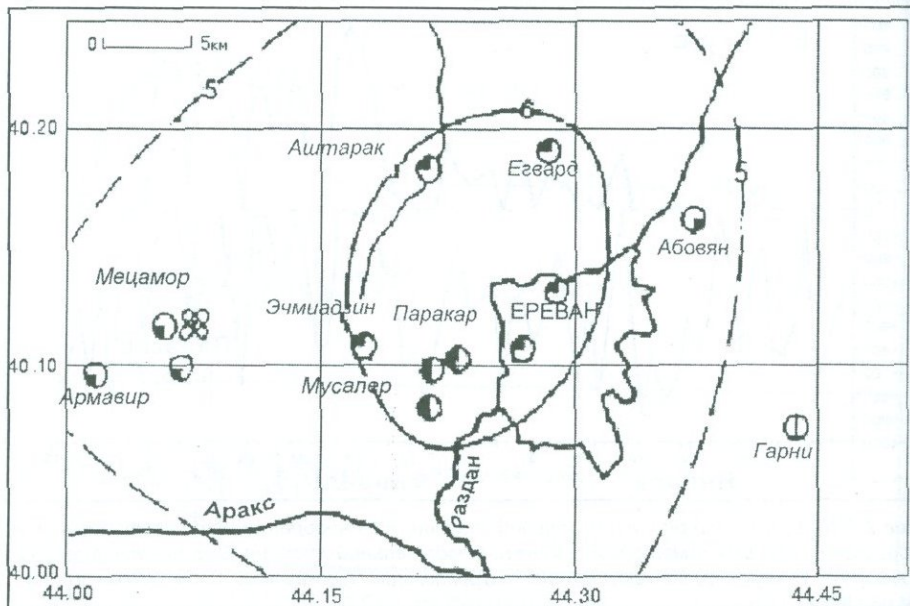 0 5км
5
6
40.20
Аштарак
Егвард
5
Абовян
Мецамор
Эчмиадзин
Паракар
ЕРЕВАН
40.10
Мусалер
Армавир
Гарни
Раздан
Аракс
40.00
44.00 44.15 44.30 44.45